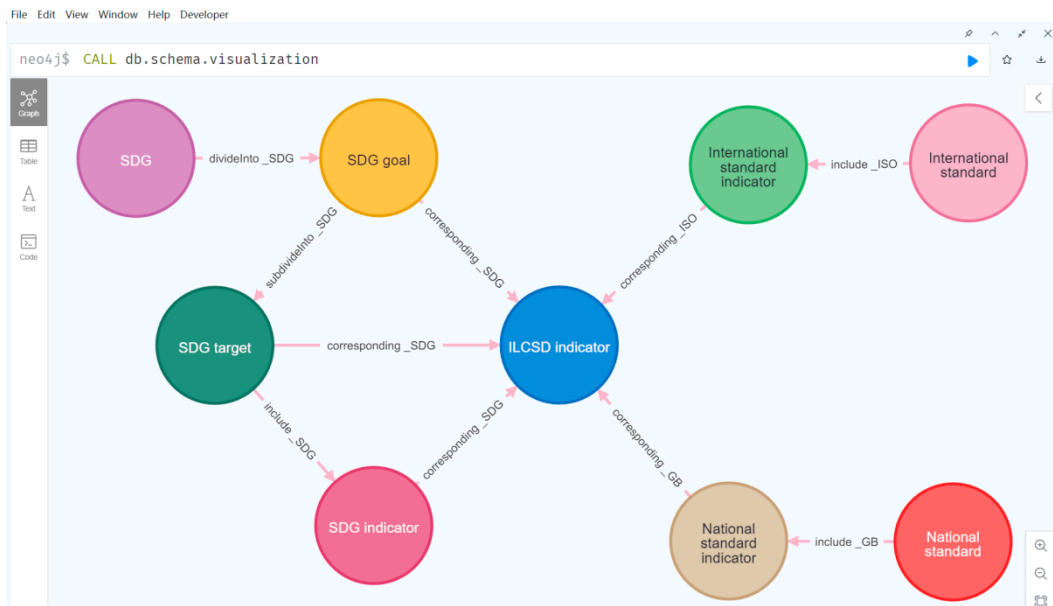 File Edit View Window Help Developer
neo4j$ CALL db.schema.visualization
Graph
Table
A
Text
Code
SDG
divideInto _SDG
SDG goal
International
standard
indicator
include _ISO
International
standard
subdivideInto _SDG
corresponding _SDG
corresponding _ISO
SDG target
corresponding _SDG
ILCSD indicator
include _SDG
corresponding _SDG
corresponding _GB
SDG indicator
National
standard
indicator
include _GB
National
standard